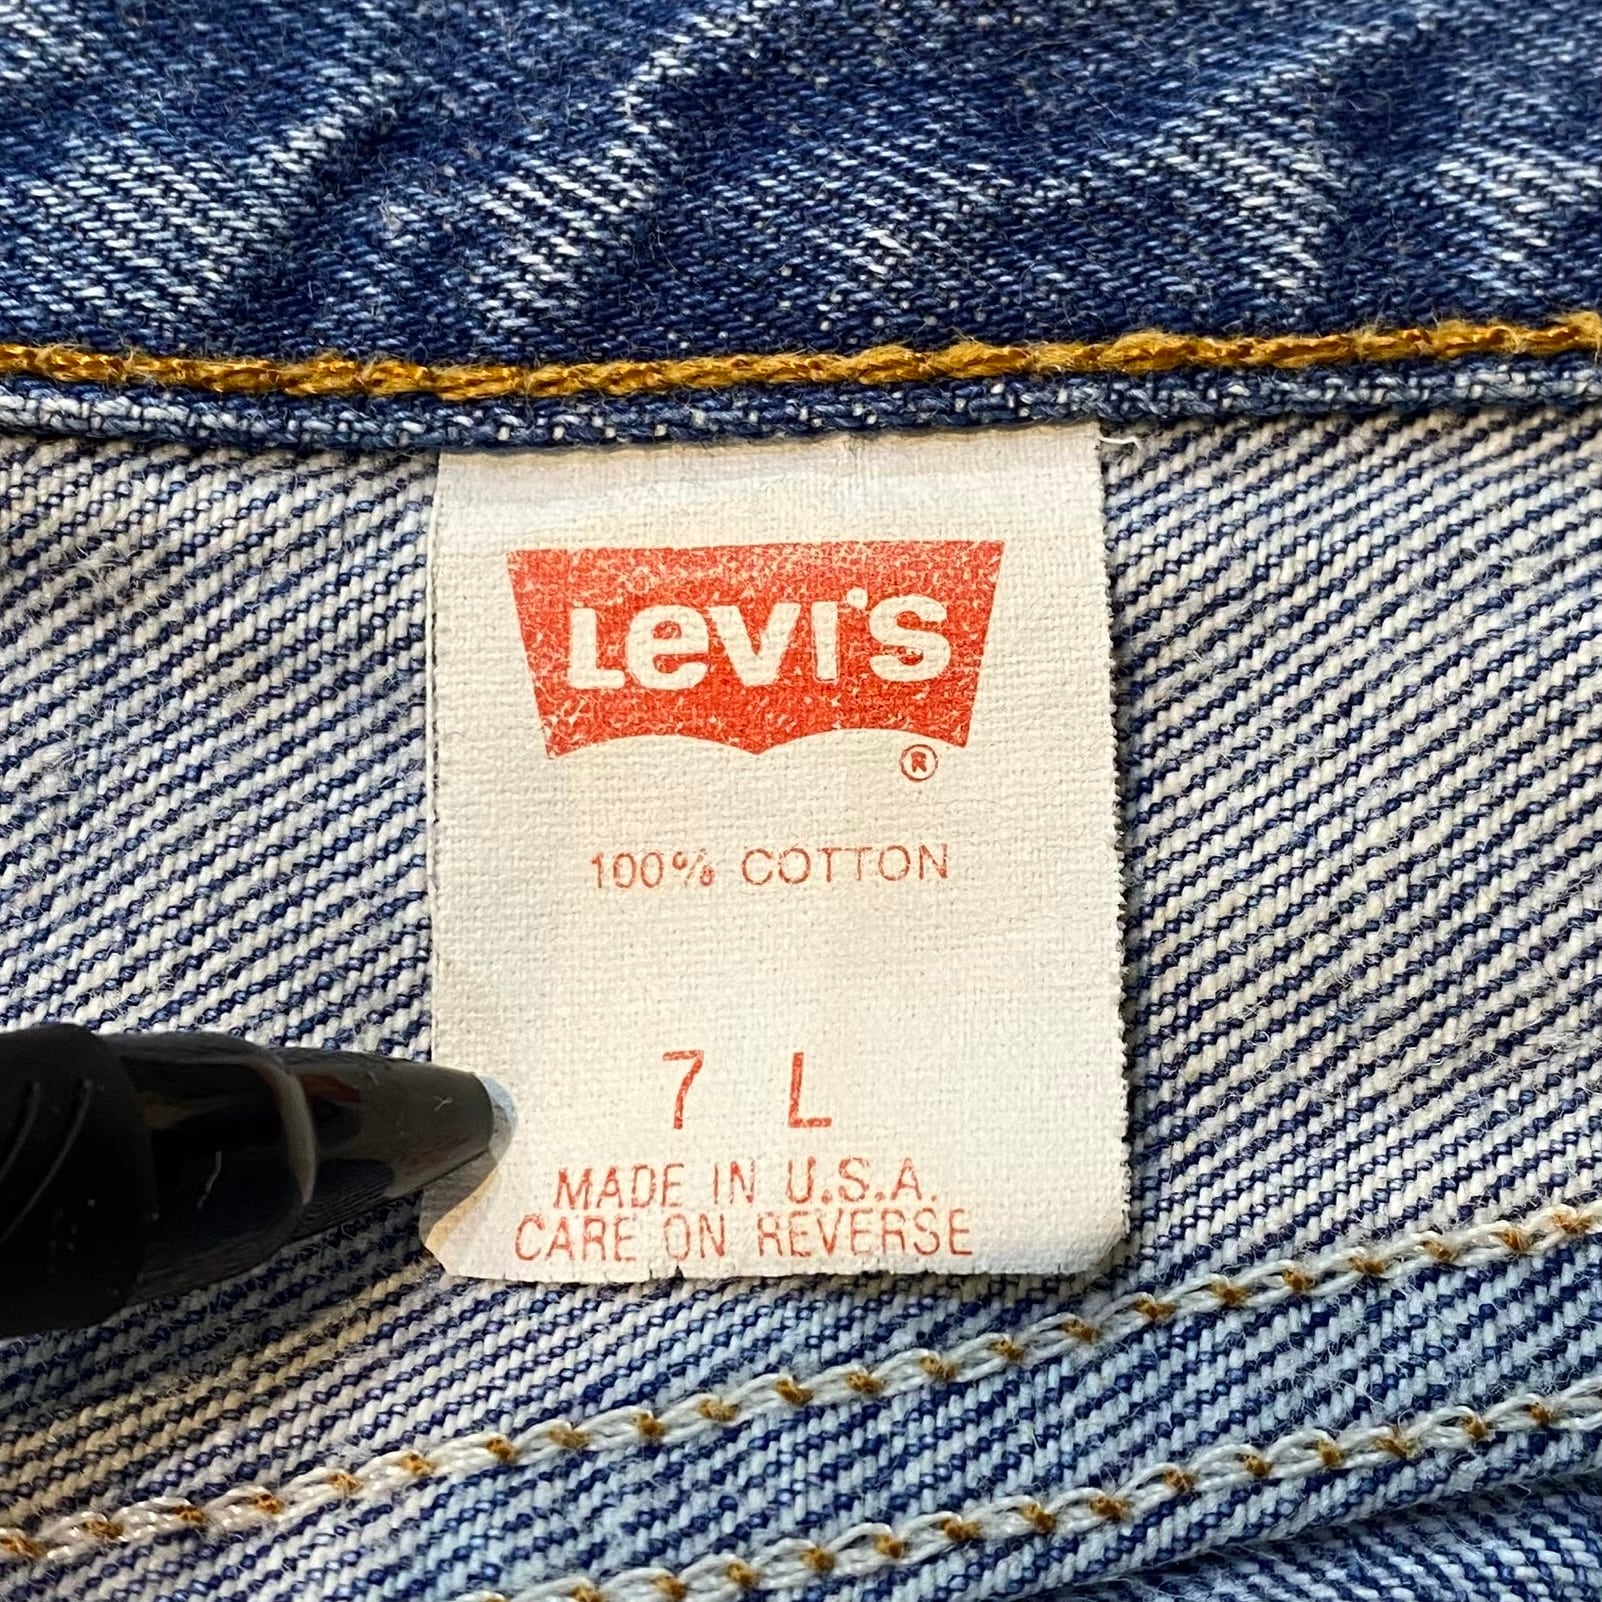 Levi's
®
100% COTTON
7 L
MADE IN U.S.A.
CARE ON REVERSE